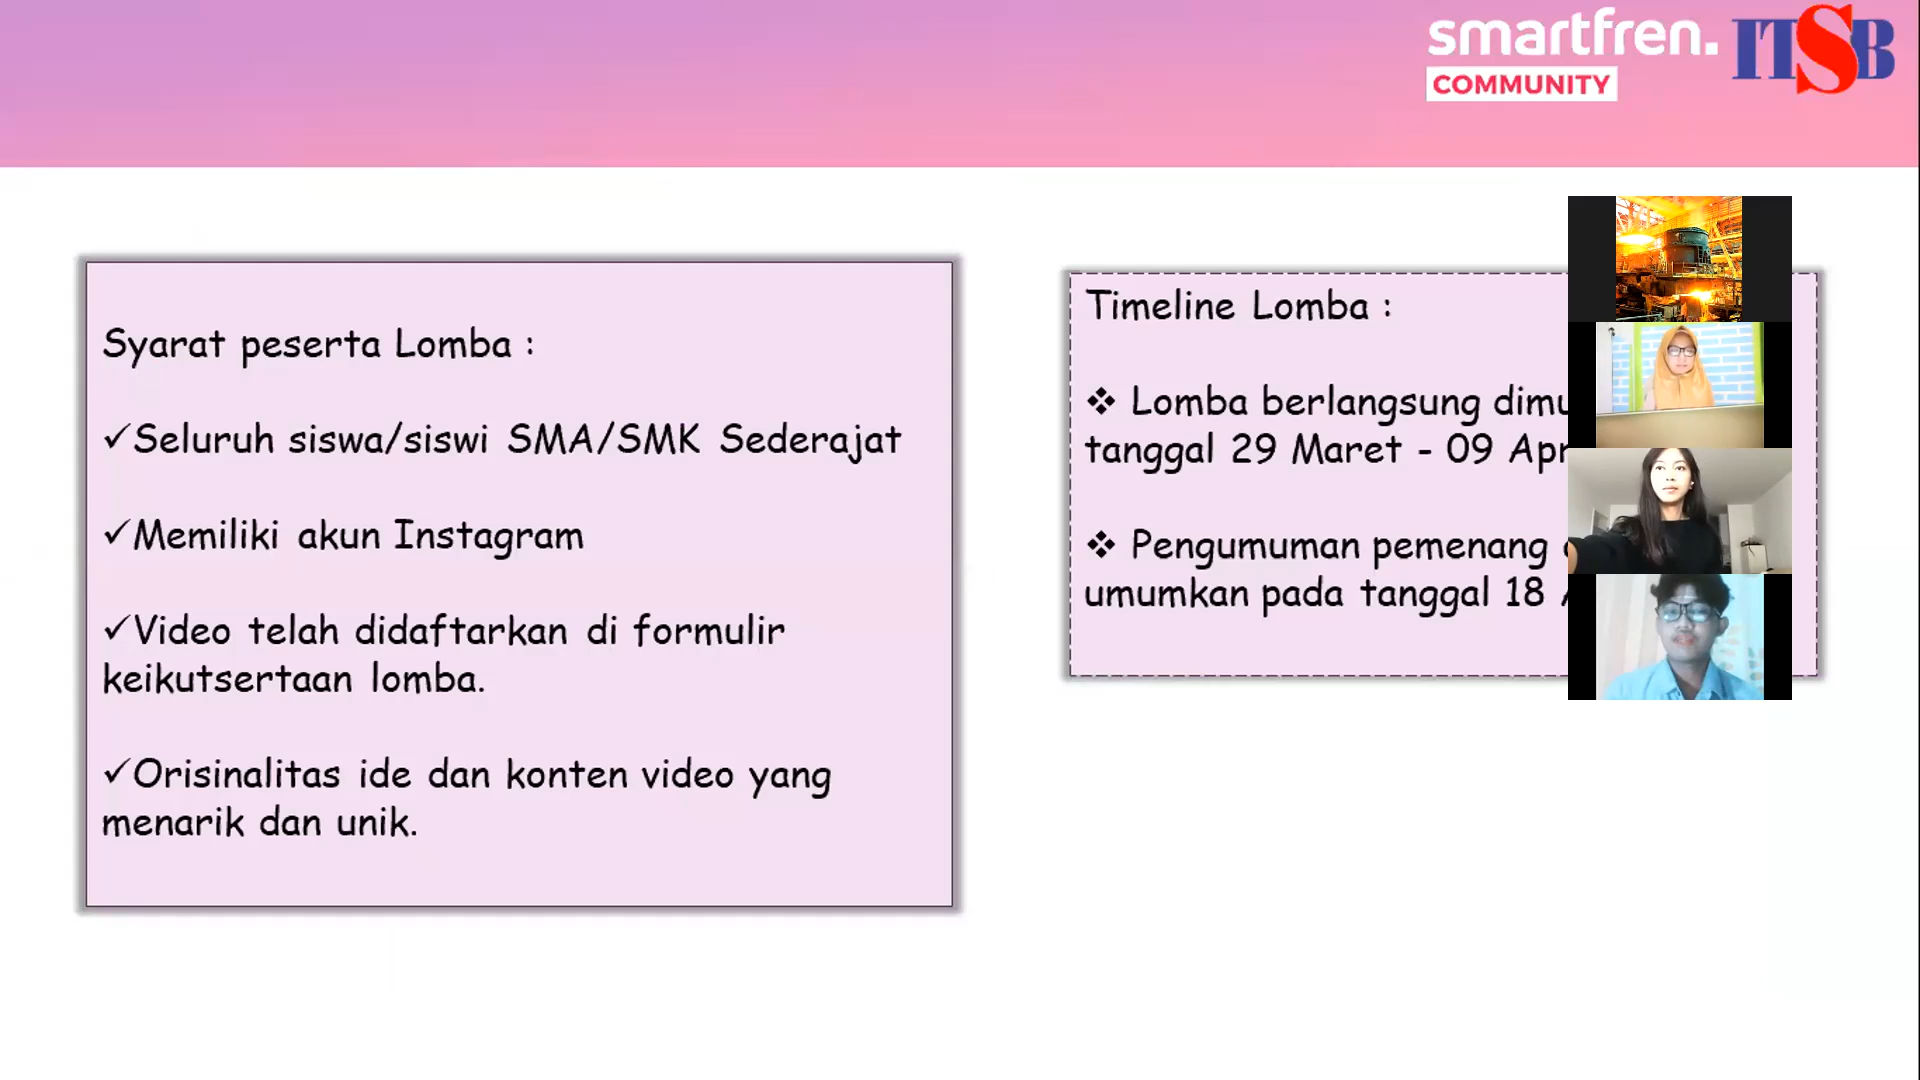 smartfren.
COMMUNITY
ITSB
Syarat peserta Lomba :
✓Seluruh siswa/siswi SMA/SMK Sederajat
✓Memiliki akun Instagram
✓Video telah didaftarkan di formulir
keikutsertaan lomba.
✓Orisinalitas ide dan konten video yang
menarik dan unik.
Timeline Lomba :
❖ Lomba berlangsung
tanggal 29 Maret - 09
❖ Pengumuman pemenang
umumkan pada tanggal 18